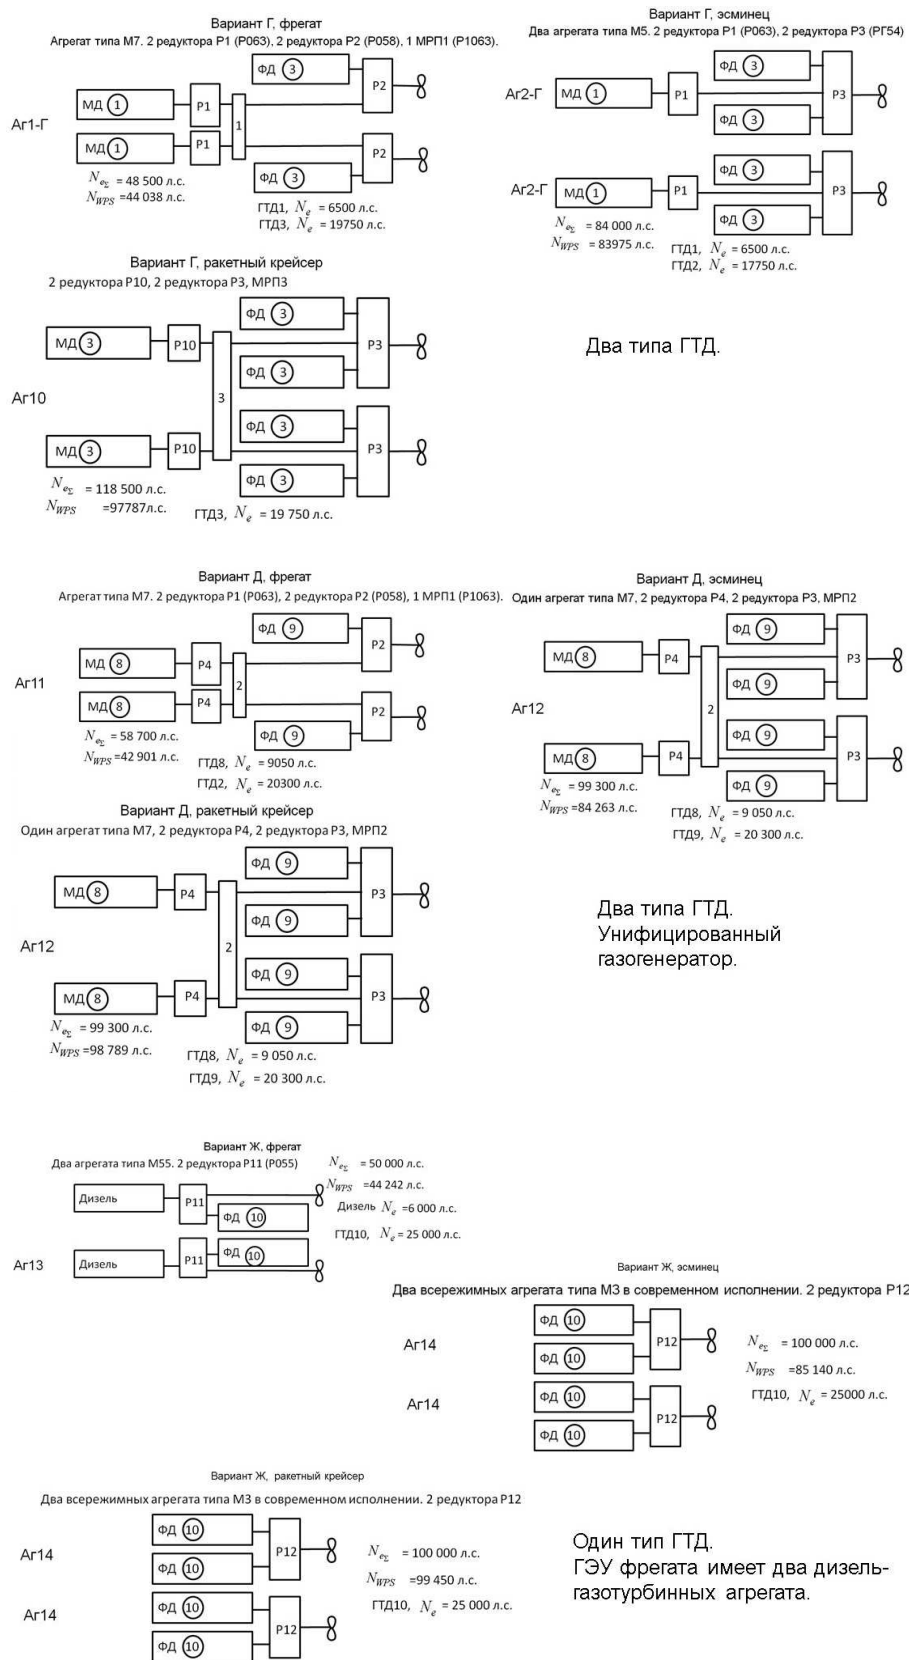 Вариант Г, фрегат
Агрегат типа М7. 2 редуктора Р1 (Р063), 2 редуктора Р2 (Р058), 1 МРП1 (Р1063).
ФД 3
Р2
МД 1
Р1
1
Аг1-Г
МД 1
Р1
Р2
ФД 3
NeΣ = 48 500 л.с.
NWPS =44 038 л.с.
ГТД1, Ne = 6500 л.с.
ГТД3, Ne = 19750 л.с.
Вариант Г, эсминец
Два агрегата типа М5. 2 редуктора Р1 (Р063), 2 редуктора Р3 (РГ54)
ФД 3
Аг2-Г
МД 1
Р1
Р3
ФД 3
ФД 3
Аг2-Г
МД 1
Р1
Р3
ФД 3
NeΣ = 84 000 л.с.
NWPS = 83975 л.с.
ГТД1, Ne = 6500 л.с.
ГТД2, Ne = 17750 л.с.
Вариант Г, ракетный крейсер
2 редуктора Р10, 2 редуктора Р3, МРП3
ФД 3
МД 3
Р10
Р3
ФД 3
Аг10
3
ФД 3
МД 3
Р10
Р3
ФД 3
NeΣ = 118 500 л.с.
NWPS =97787л.с.
ГТД3, Ne = 19 750 л.с.
Два типа ГТД.
Вариант Д, фрегат
Агрегат типа М7. 2 редуктора Р1 (Р063), 2 редуктора Р2 (Р058), 1 МРП1 (Р1063).
ФД 9
Р2
МД 8
Р4
Аг11
2
МД 8
Р4
Р2
ФД 9
NeΣ = 58 700 л.с.
NWPS =42 901 л.с.
ГТД8, Ne = 9050 л.с.
ГТД2, Ne = 20300 л.с.
Вариант Д, эсминец
Один агрегат типа М7, 2 редуктора Р4, 2 редуктора Р3, МРП2
ФД 9
МД 8
Р4
Р3
ФД 9
Аг12
2
ФД 9
МД 8
Р4
Р3
ФД 9
NeΣ = 99 300 л.с.
NWPS =84 263 л.с.
ГТД8, Ne = 9 050 л.с.
ГТД9, Ne = 20 300 л.с.
Вариант Д, ракетный крейсер
Один агрегат типа М7, 2 редуктора Р4, 2 редуктора Р3, МРП2
ФД 9
МД 8
Р4
Р3
ФД 9
Аг12
2
ФД 9
МД 8
Р4
Р3
ФД 9
NeΣ = 99 300 л.с.
NWPS =98 789 л.с.
ГТД8, Ne = 9 050 л.с.
ГТД9, Ne = 20 300 л.с.
Два типа ГТД.
Унифицированный
газогенератор.
Вариант Ж, фрегат
Два агрегата типа М55. 2 редуктора Р11 (Р055)
Дизель
Р11
ФД 10
Аг13
Дизель
Р11
ФД 10
NeΣ = 50 000 л.с.
NWPS =44 242 л.с.
Дизель Ne =6 000 л.с.
ГТД10, Ne = 25 000 л.с.
Вариант Ж, эсминец
Два всережимных агрегата типа М3 в современном исполнении. 2 редуктора Р12
ФД 10
Аг14
Р12
ФД 10
ФД 10
Аг14
Р12
ФД 10
NeΣ = 100 000 л.с.
NWPS =85 140 л.с.
ГТД10, Ne = 25000 л.с.
Вариант Ж, ракетный крейсер
Два всережимных агрегата типа М3 в современном исполнении. 2 редуктора Р12
ФД 10
Аг14
Р12
ФД 10
ФД 10
Аг14
Р12
ФД 10
NeΣ = 100 000 л.с.
NWPS =99 450 л.с.
ГТД10, Ne = 25 000 л.с.
Один тип ГТД.
ГЭУ фрегата имеет два дизель-
газотурбинных агрегата.